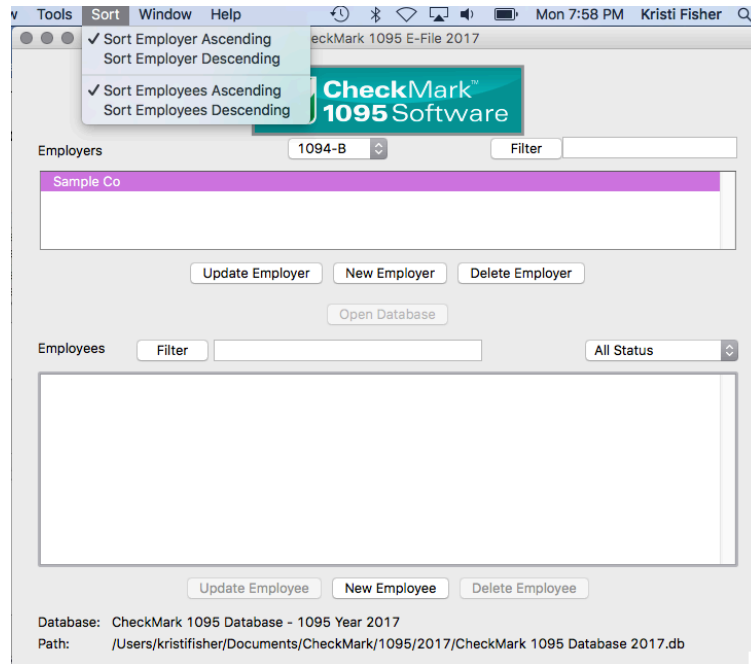 Tools Sort Window Help Mon 7:58 PM Kristi Fisher
✓ Sort Employer Ascending
eckMark 1095 E-File 2017
Sort Employer Descending
✓ Sort Employees Ascending
Sort Employees Descending
CheckMark™
1095 Software
Employers 1094-B Filter
Sample Co
Update Employer New Employer Delete Employer
Open Database
Employees Filter All Status
Update Employee New Employee Delete Employee
Database: CheckMark 1095 Database - 1095 Year 2017
Path: /Users/kristifisher/Documents/CheckMark/1095/2017/CheckMark 1095 Database 2017.db